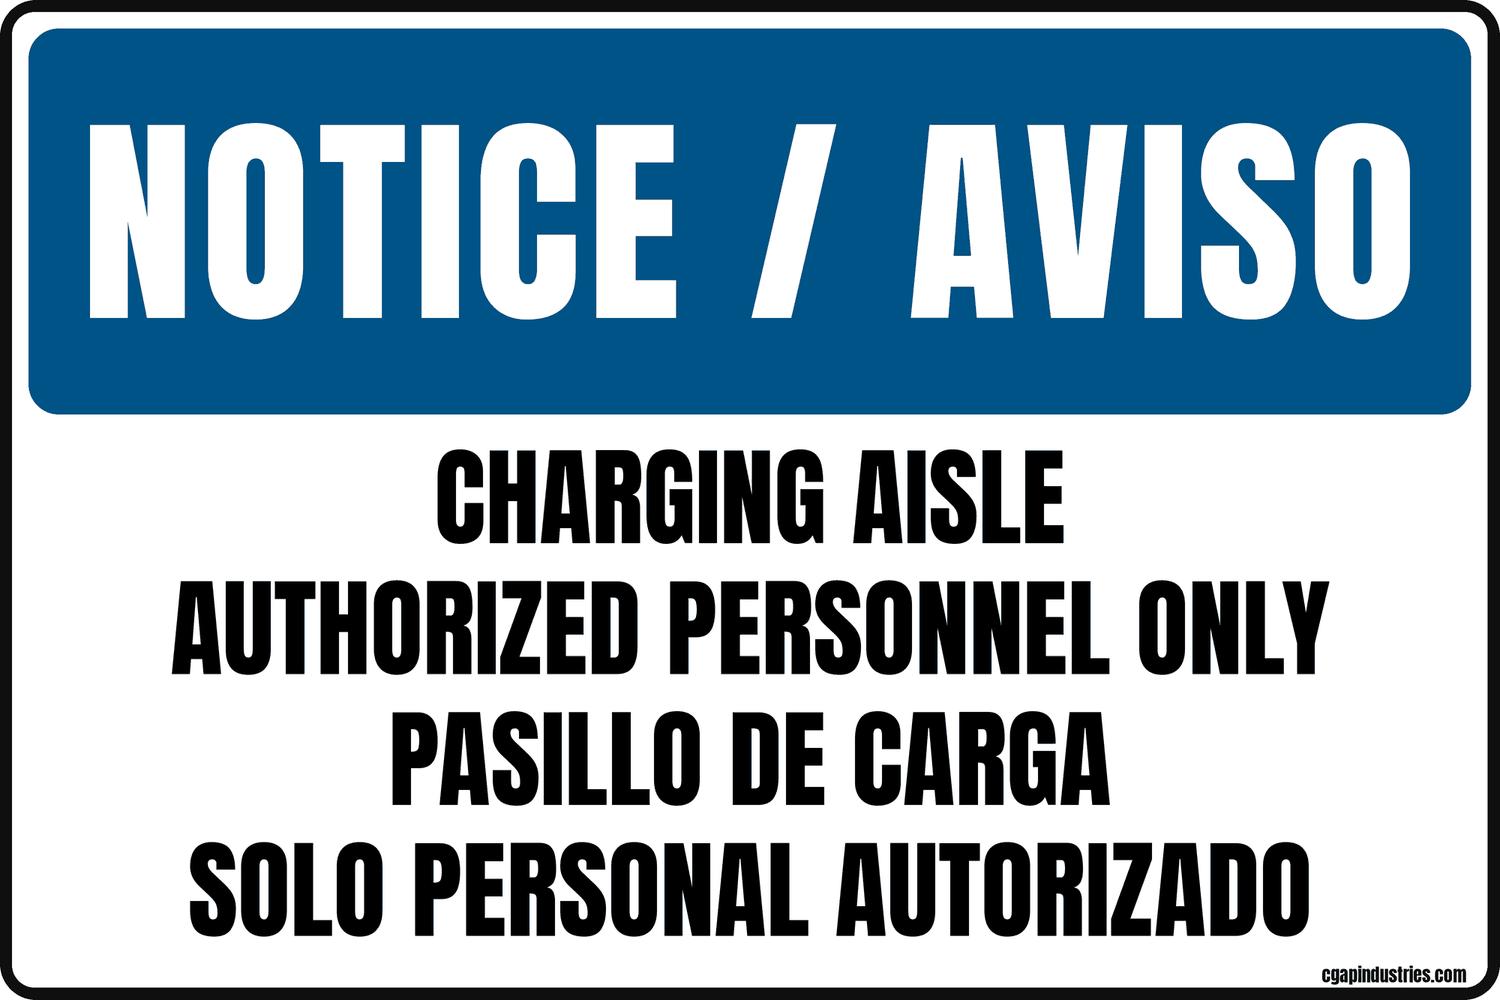 NOTICE / AVISO
CHARGING AISLE
AUTHORIZED PERSONNEL ONLY
PASILLO DE CARGA
SOLO PERSONAL AUTORIZADO
cgapindustries.com